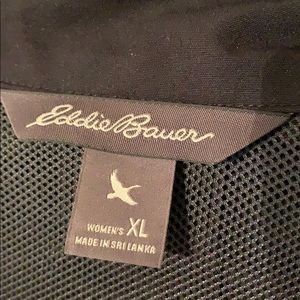 Eddie Bauer
WOMEN'S XL
MADE IN SRI LANKA